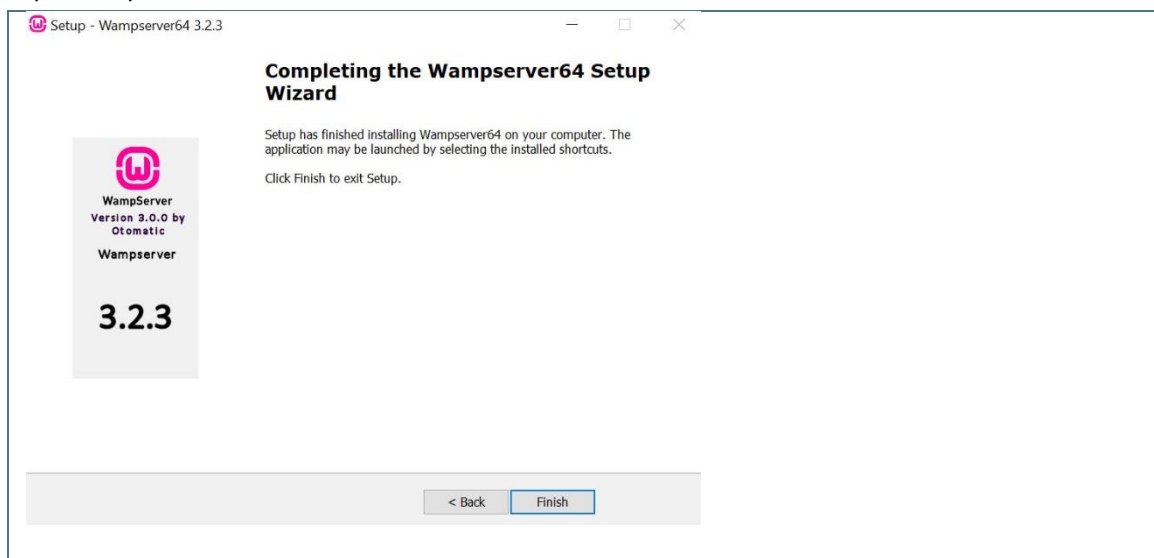 Setup - Wampserver64 3.2.3
Completing the Wampserver64 Setup
Wizard
Setup has finished installing Wampserver64 on your computer. The
application may be launched by selecting the installed shortcuts.
Click Finish to exit Setup.
WampServer
Version 3.0.0 by
Otomatic
Wampserver
3.2.3
< Back
Finish